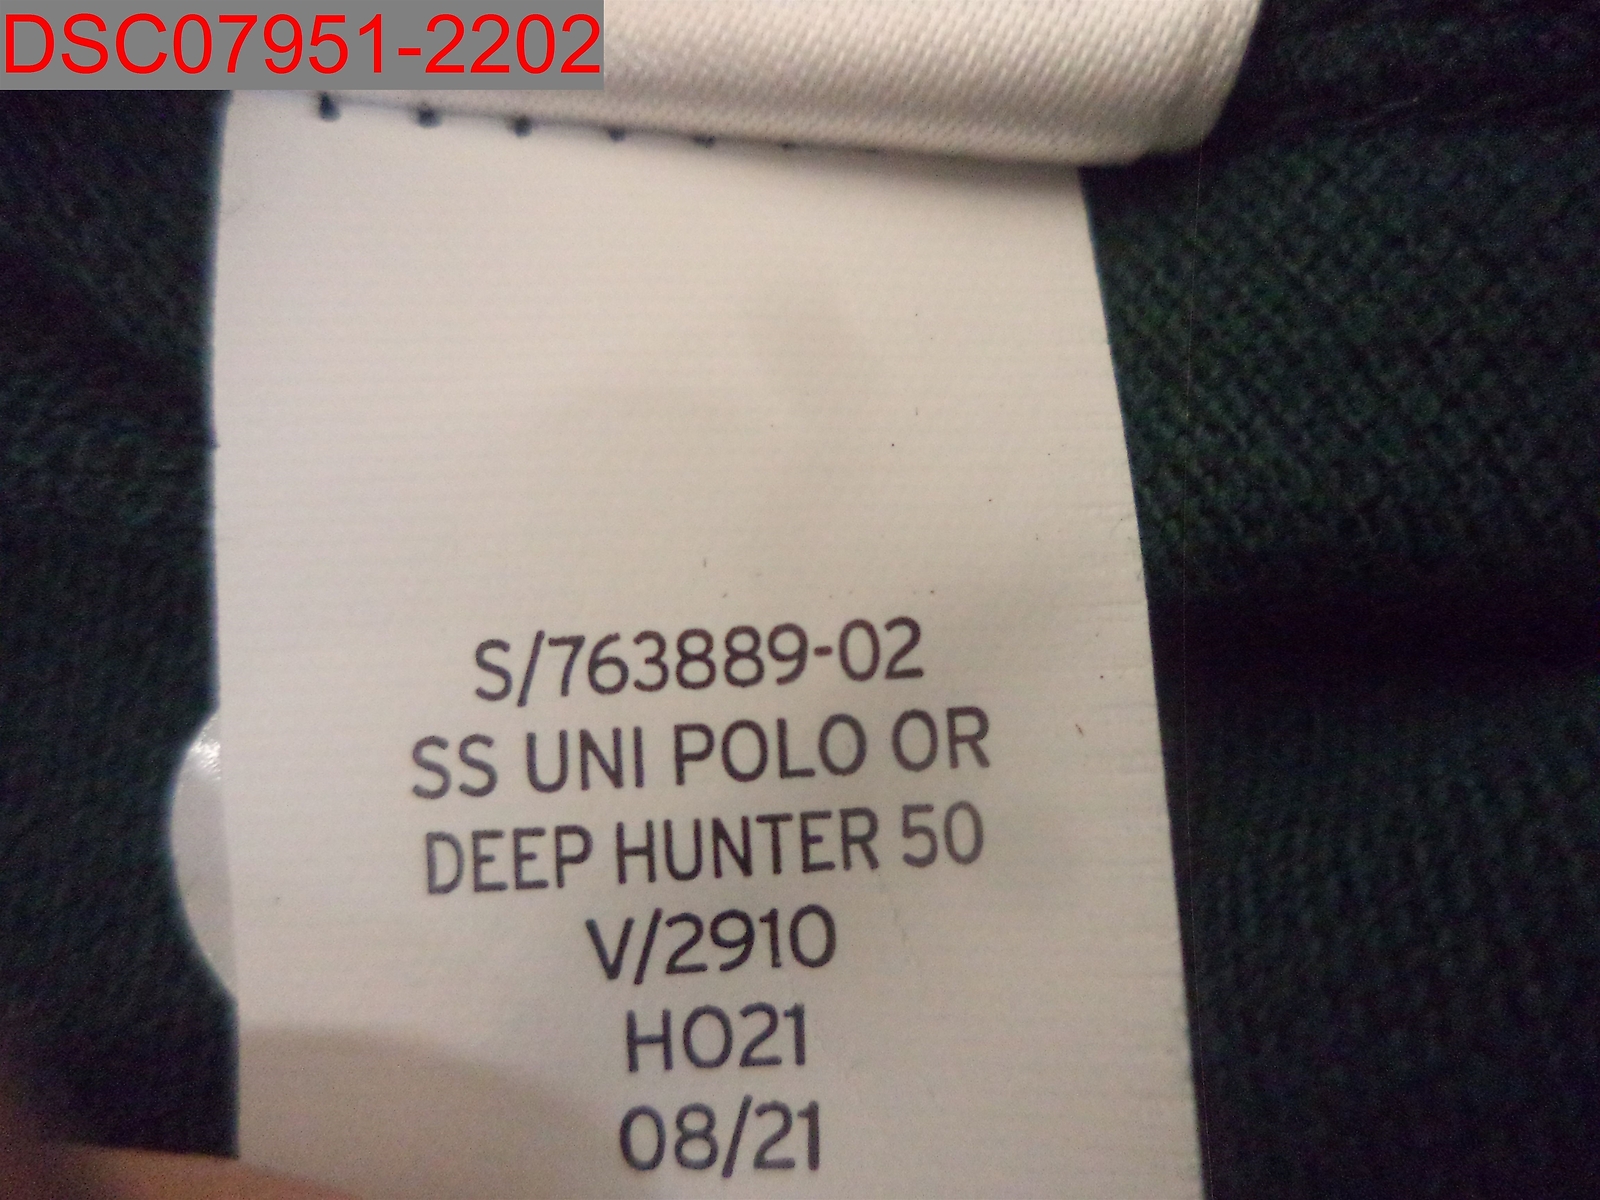 DSC07951-2202
S/763889-02
SS UNI POLO OR
DEEP HUNTER 50
V/2910
HO21
08/21